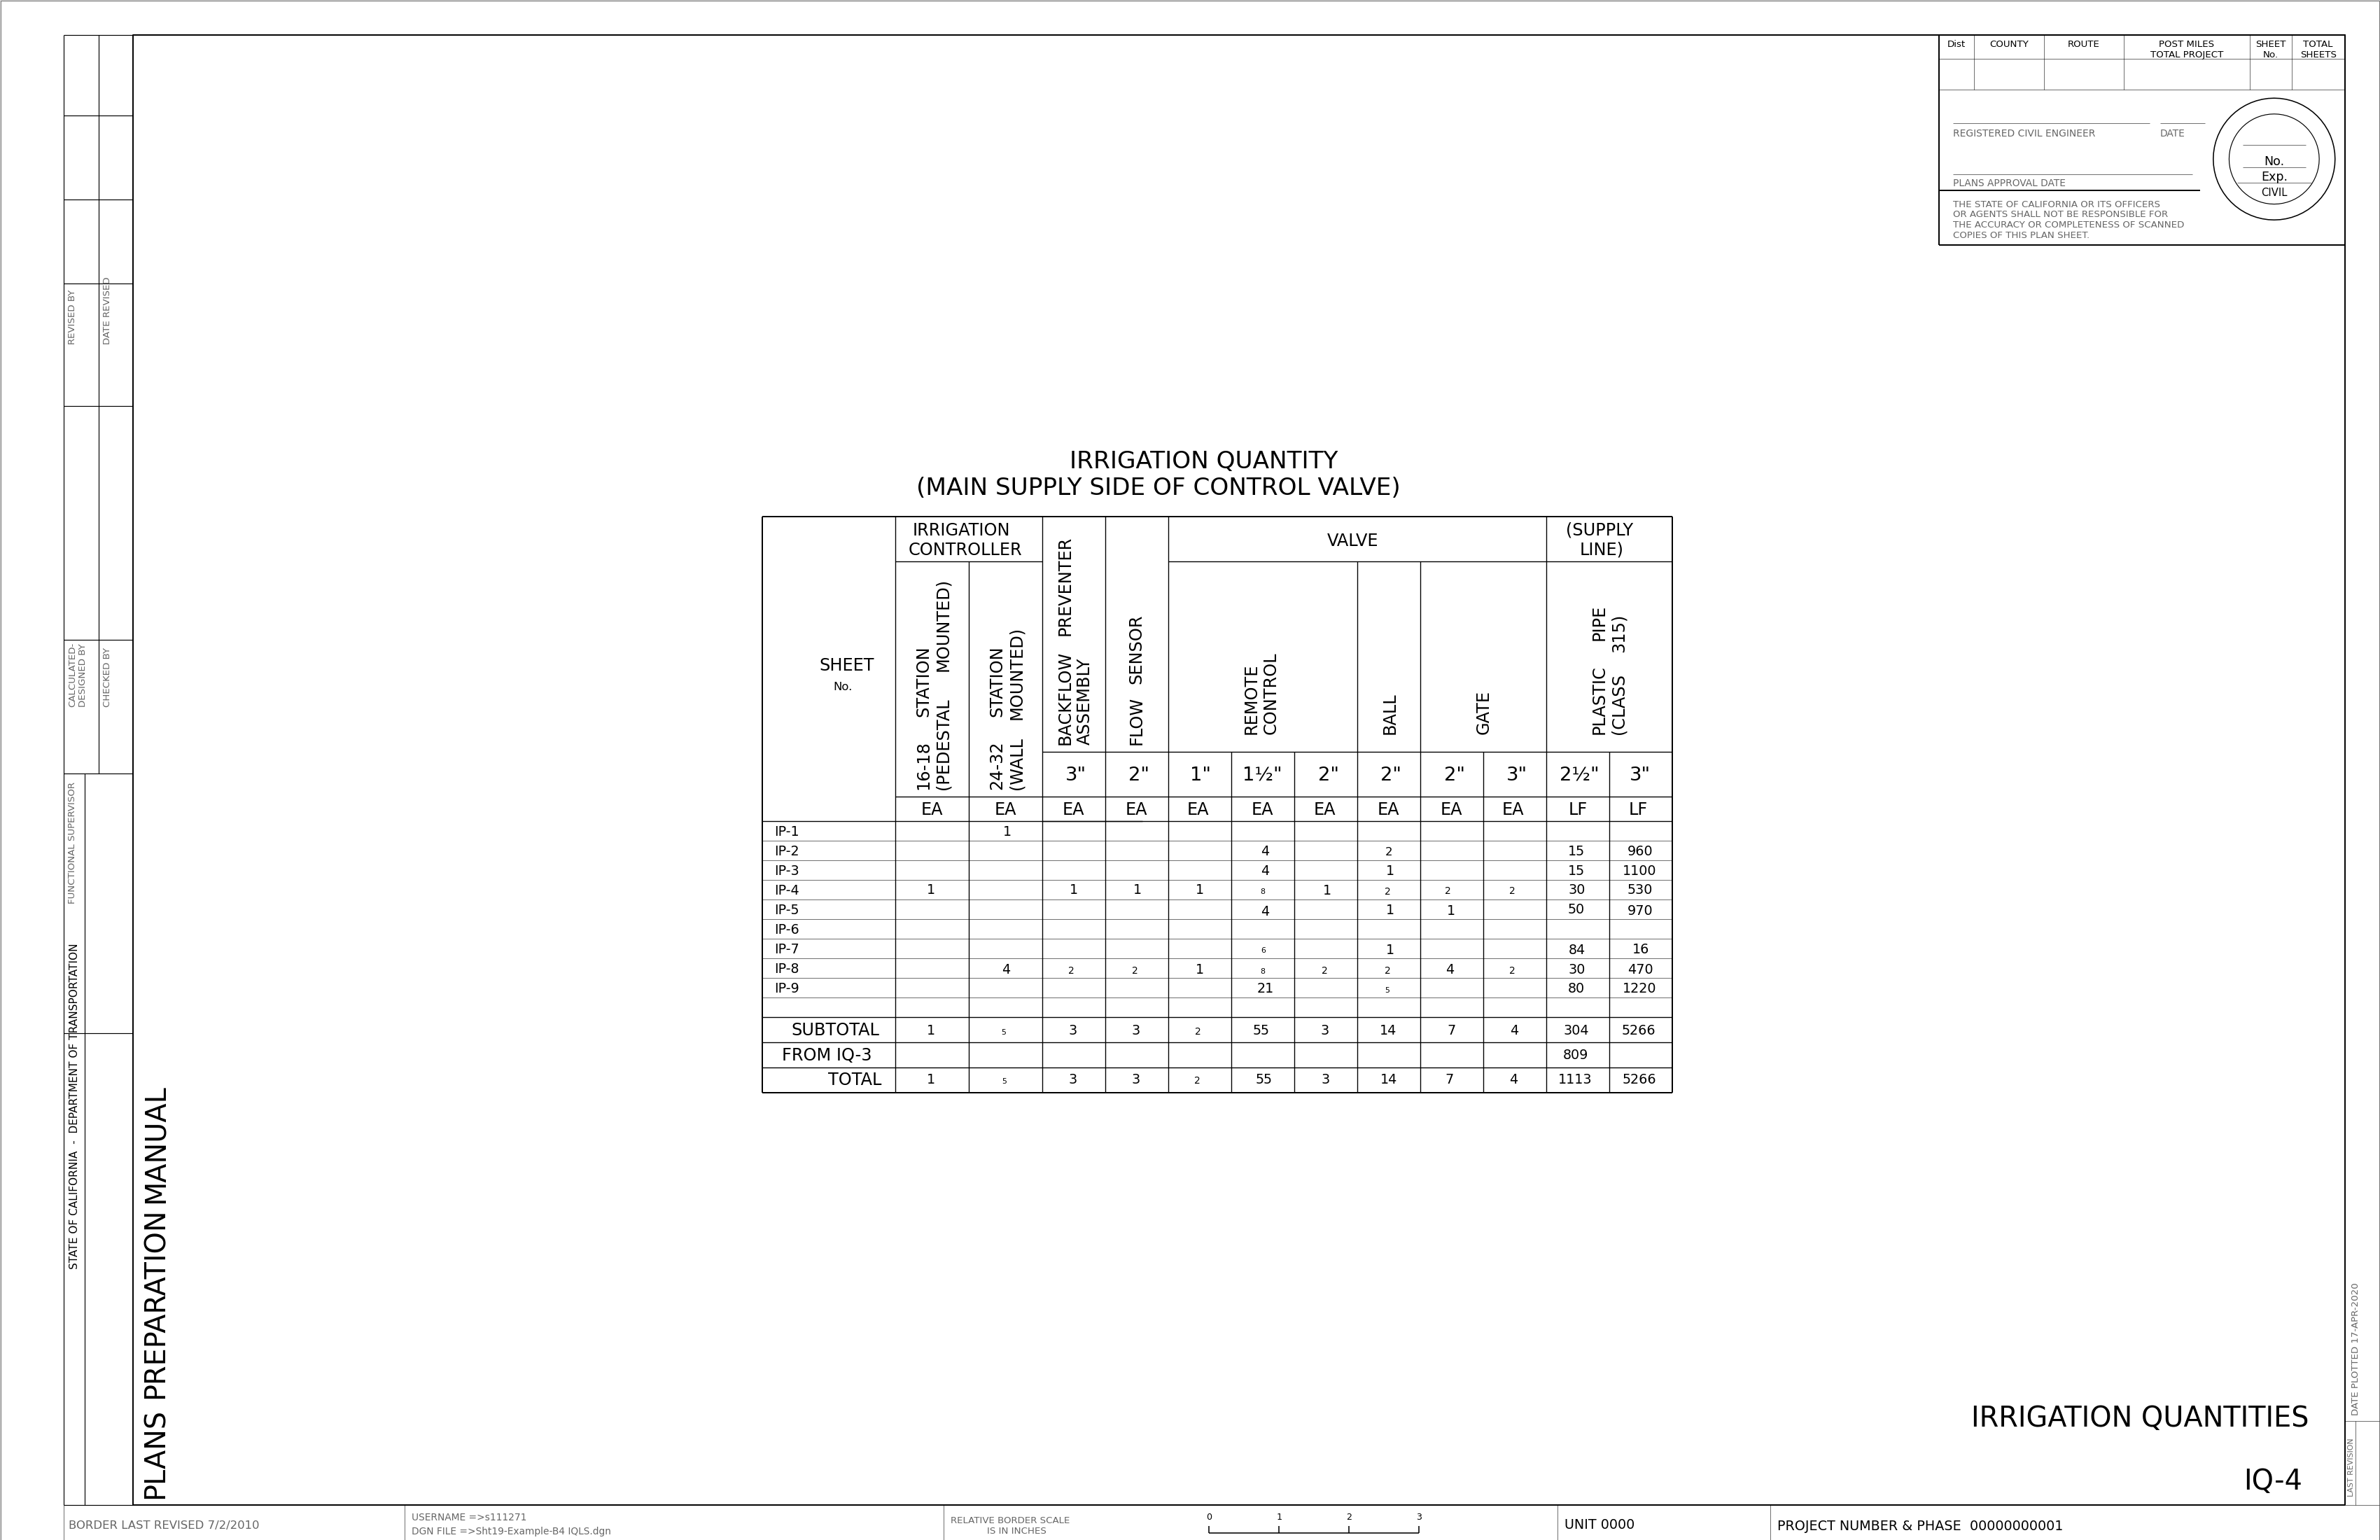 Dist COUNTY ROUTE POST MILES TOTAL PROJECT SHEET No. TOTAL SHEETS
REGISTERED CIVIL ENGINEER DATE
PLANS APPROVAL DATE
No.
Exp.
CIVIL
THE STATE OF CALIFORNIA OR ITS OFFICERS
OR AGENTS SHALL NOT BE RESPONSIBLE FOR
THE ACCURACY OR COMPLETENESS OF SCANNED
COPIES OF THIS PLAN SHEET.
REVISED BY
DATE REVISED
CALCULATED-
DESIGNED BY
CHECKED BY
FUNCTIONAL SUPERVISOR
STATE OF CALIFORNIA - DEPARTMENT OF TRANSPORTATION
PLANS PREPARATION MANUAL
IRRIGATION QUANTITY
(MAIN SUPPLY SIDE OF CONTROL VALVE)
SHEET
No.
IRRIGATION
CONTROLLER
16-18 STATION
(PEDESTAL MOUNTED)
24-32 STATION
(WALL MOUNTED)
BACKFLOW PREVENTER
ASSEMBLY
FLOW SENSOR
VALVE
REMOTE
CONTROL
BALL
GATE
(SUPPLY
LINE)
PLASTIC PIPE
(CLASS 315)
3" 2" 1" 1½" 2" 2" 2" 3" 2½" 3"
EA EA EA EA EA EA EA EA EA EA LF LF
IP-1 1
IP-2 4 2 15 960
IP-3 4 1 15 1100
IP-4 1 1 1 1 8 1 2 2 2 30 530
IP-5 4 1 1 50 970
IP-6
IP-7 6 1 84 16
IP-8 4 2 2 1 8 2 2 4 2 30 470
IP-9 21 5 80 1220
SUBTOTAL 1 5 3 3 2 55 3 14 7 4 304 5266
FROM IQ-3 809
TOTAL 1 5 3 3 2 55 3 14 7 4 1113 5266
IRRIGATION QUANTITIES
IQ-4
DATE PLOTTED 17-APR-2020
LAST REVISION
BORDER LAST REVISED 7/2/2010
USERNAME =>s111271
DGN FILE =>Sht19-Example-B4 IQLS.dgn
RELATIVE BORDER SCALE
IS IN INCHES
0 1 2 3
UNIT 0000
PROJECT NUMBER & PHASE 00000000001